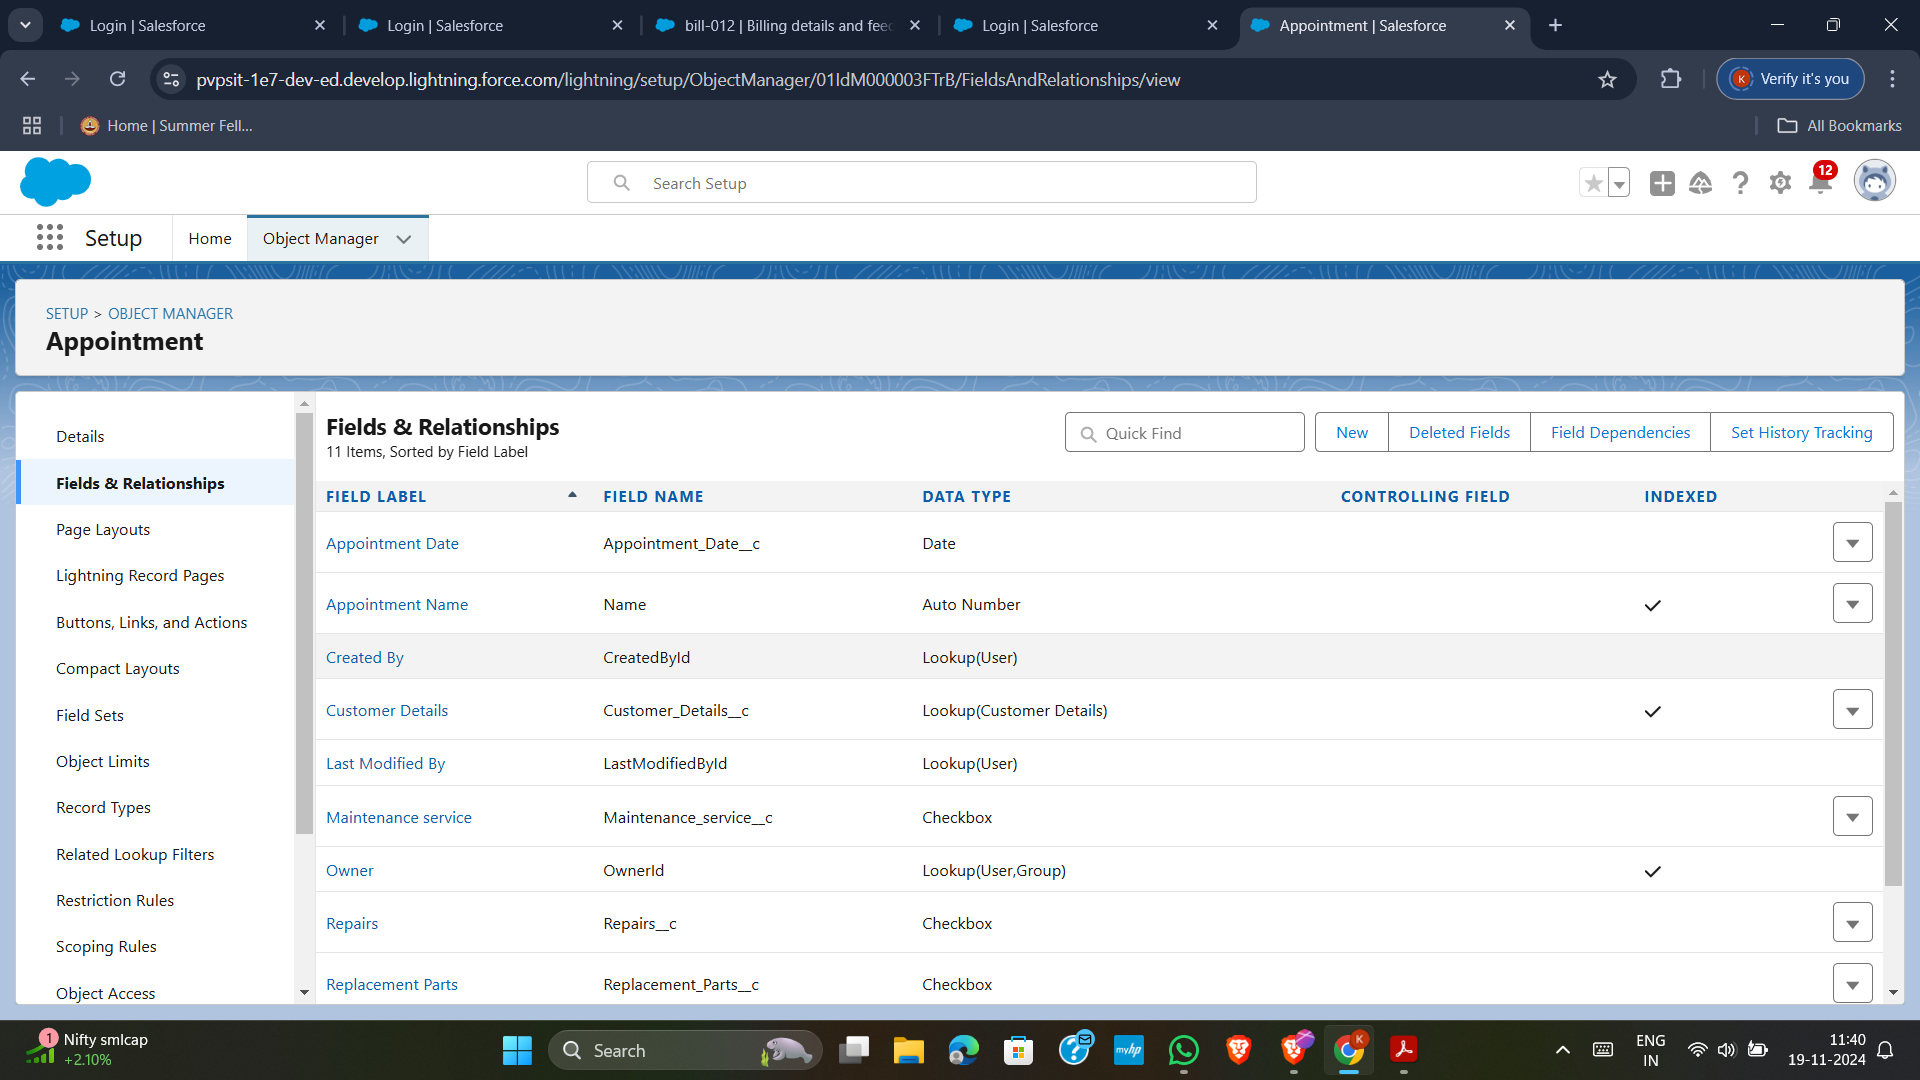 Login | Salesforce
Login | Salesforce
bill-012 | Billing details and feed
Login | Salesforce
Appointment | Salesforce
pvpsit-1e7-dev-ed.develop.lightning.force.com/lightning/setup/ObjectManager/01IdM000003FTrB/FieldsAndRelationships/view
K Verify it's you
Home | Summer Fell...
All Bookmarks
Search Setup
12
Setup
Home
Object Manager
SETUP > OBJECT MANAGER
Appointment
Details
Fields & Relationships
Page Layouts
Lightning Record Pages
Buttons, Links, and Actions
Compact Layouts
Field Sets
Object Limits
Record Types
Related Lookup Filters
Restriction Rules
Scoping Rules
Object Access
Fields & Relationships
11 Items, Sorted by Field Label
Quick Find
New
Deleted Fields
Field Dependencies
Set History Tracking
FIELD LABEL FIELD NAME DATA TYPE CONTROLLING FIELD INDEXED
Appointment Date Appointment_Date__c Date
Appointment Name Name Auto Number
Created By CreatedById Lookup(User)
Customer Details Customer_Details__c Lookup(Customer Details)
Last Modified By LastModifiedById Lookup(User)
Maintenance service Maintenance_service__c Checkbox
Owner OwnerId Lookup(User,Group)
Repairs Repairs__c Checkbox
Replacement Parts Replacement_Parts__c Checkbox
1
Nifty smlcap
+2.10%
Search
myhp
K
ENG
IN
11:40
19-11-2024